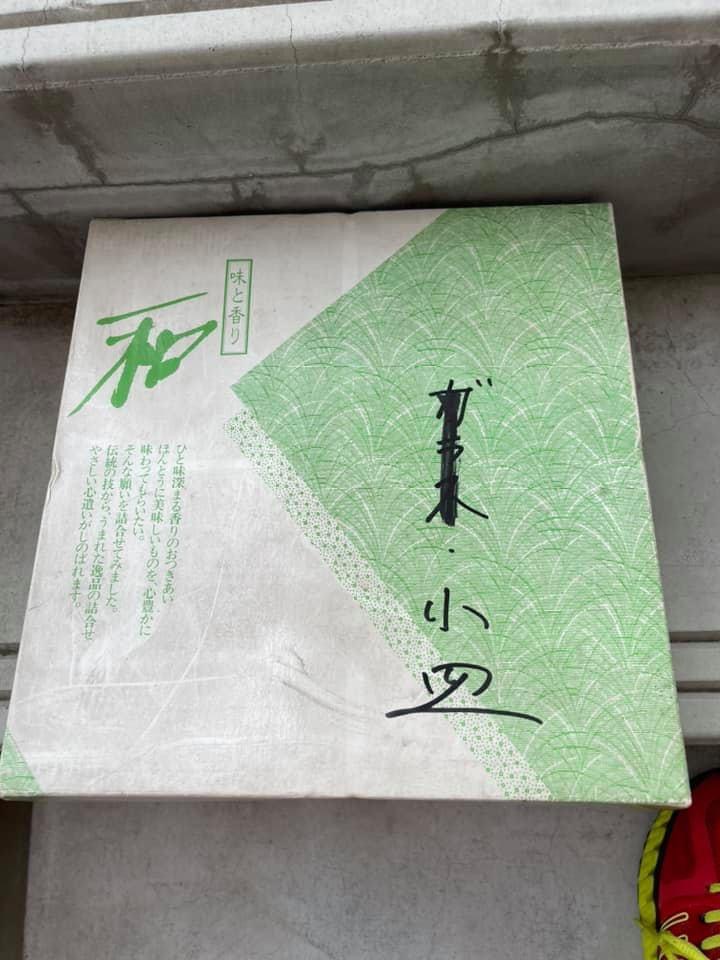 味と香り
和
ひと味深まる香りのおつきあい
ほんとうに美味しいものを、心豊かに
味わってもらいたい。
そんな願いを詰合せてみました。
伝統の技から、うまれた逸品の詰合せ
やさしい心遣いがしのばれます。
・小皿